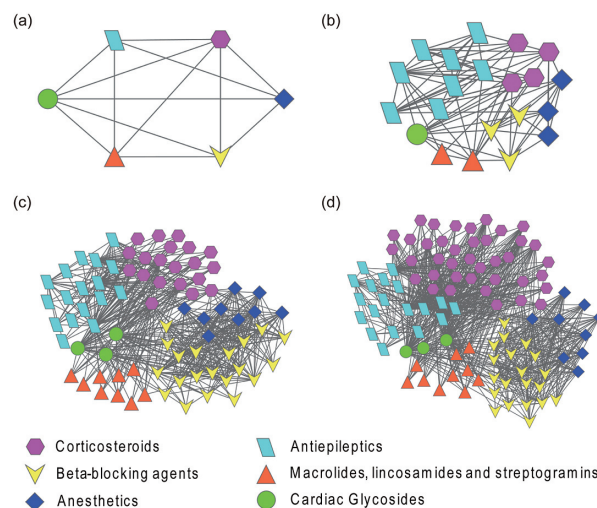 (a)
(b)
(c)
(d)
Corticosteroids
Antiepileptics
Beta-blocking agents
Macrolides, lincosamides and streptogramins
Anesthetics
Cardiac Glycosides